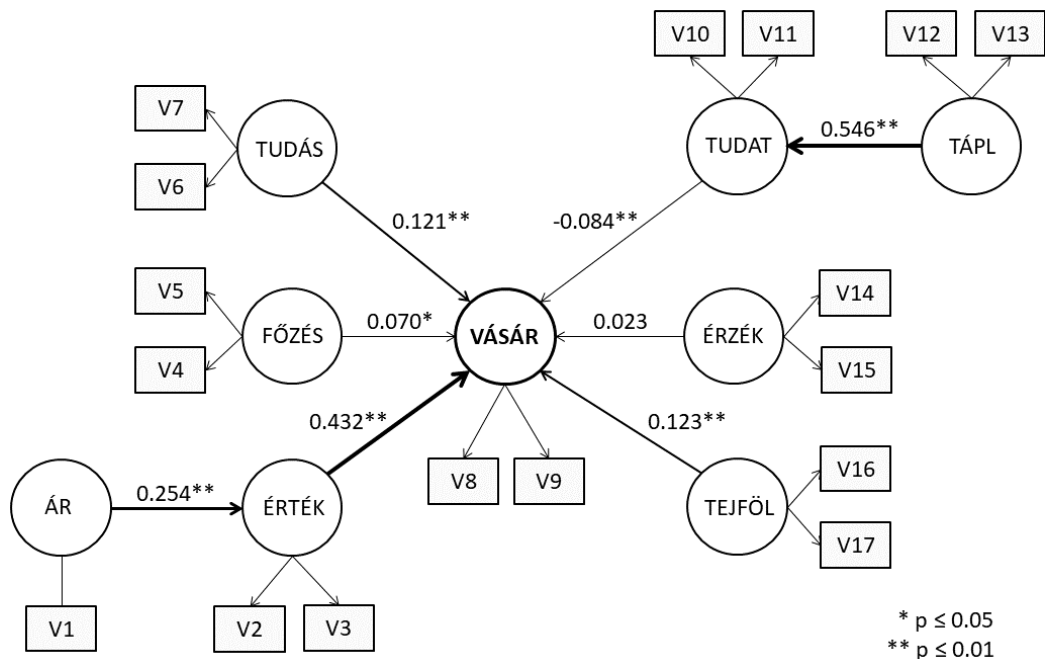 V10
V11
V12
V13
V7
TUDÁS
V6
TUDAT
0.546**
TÁPL
0.121**
-0.084**
V5
FŐZÉS
V4
0.070*
VÁSÁR
0.023
ÉRZÉK
V14
V15
0.432**
0.123**
V8
V9
ÁR
0.254**
ÉRTÉK
TEJFÖL
V16
V17
V1
V2
V3
* p ≤ 0.05
** p ≤ 0.01